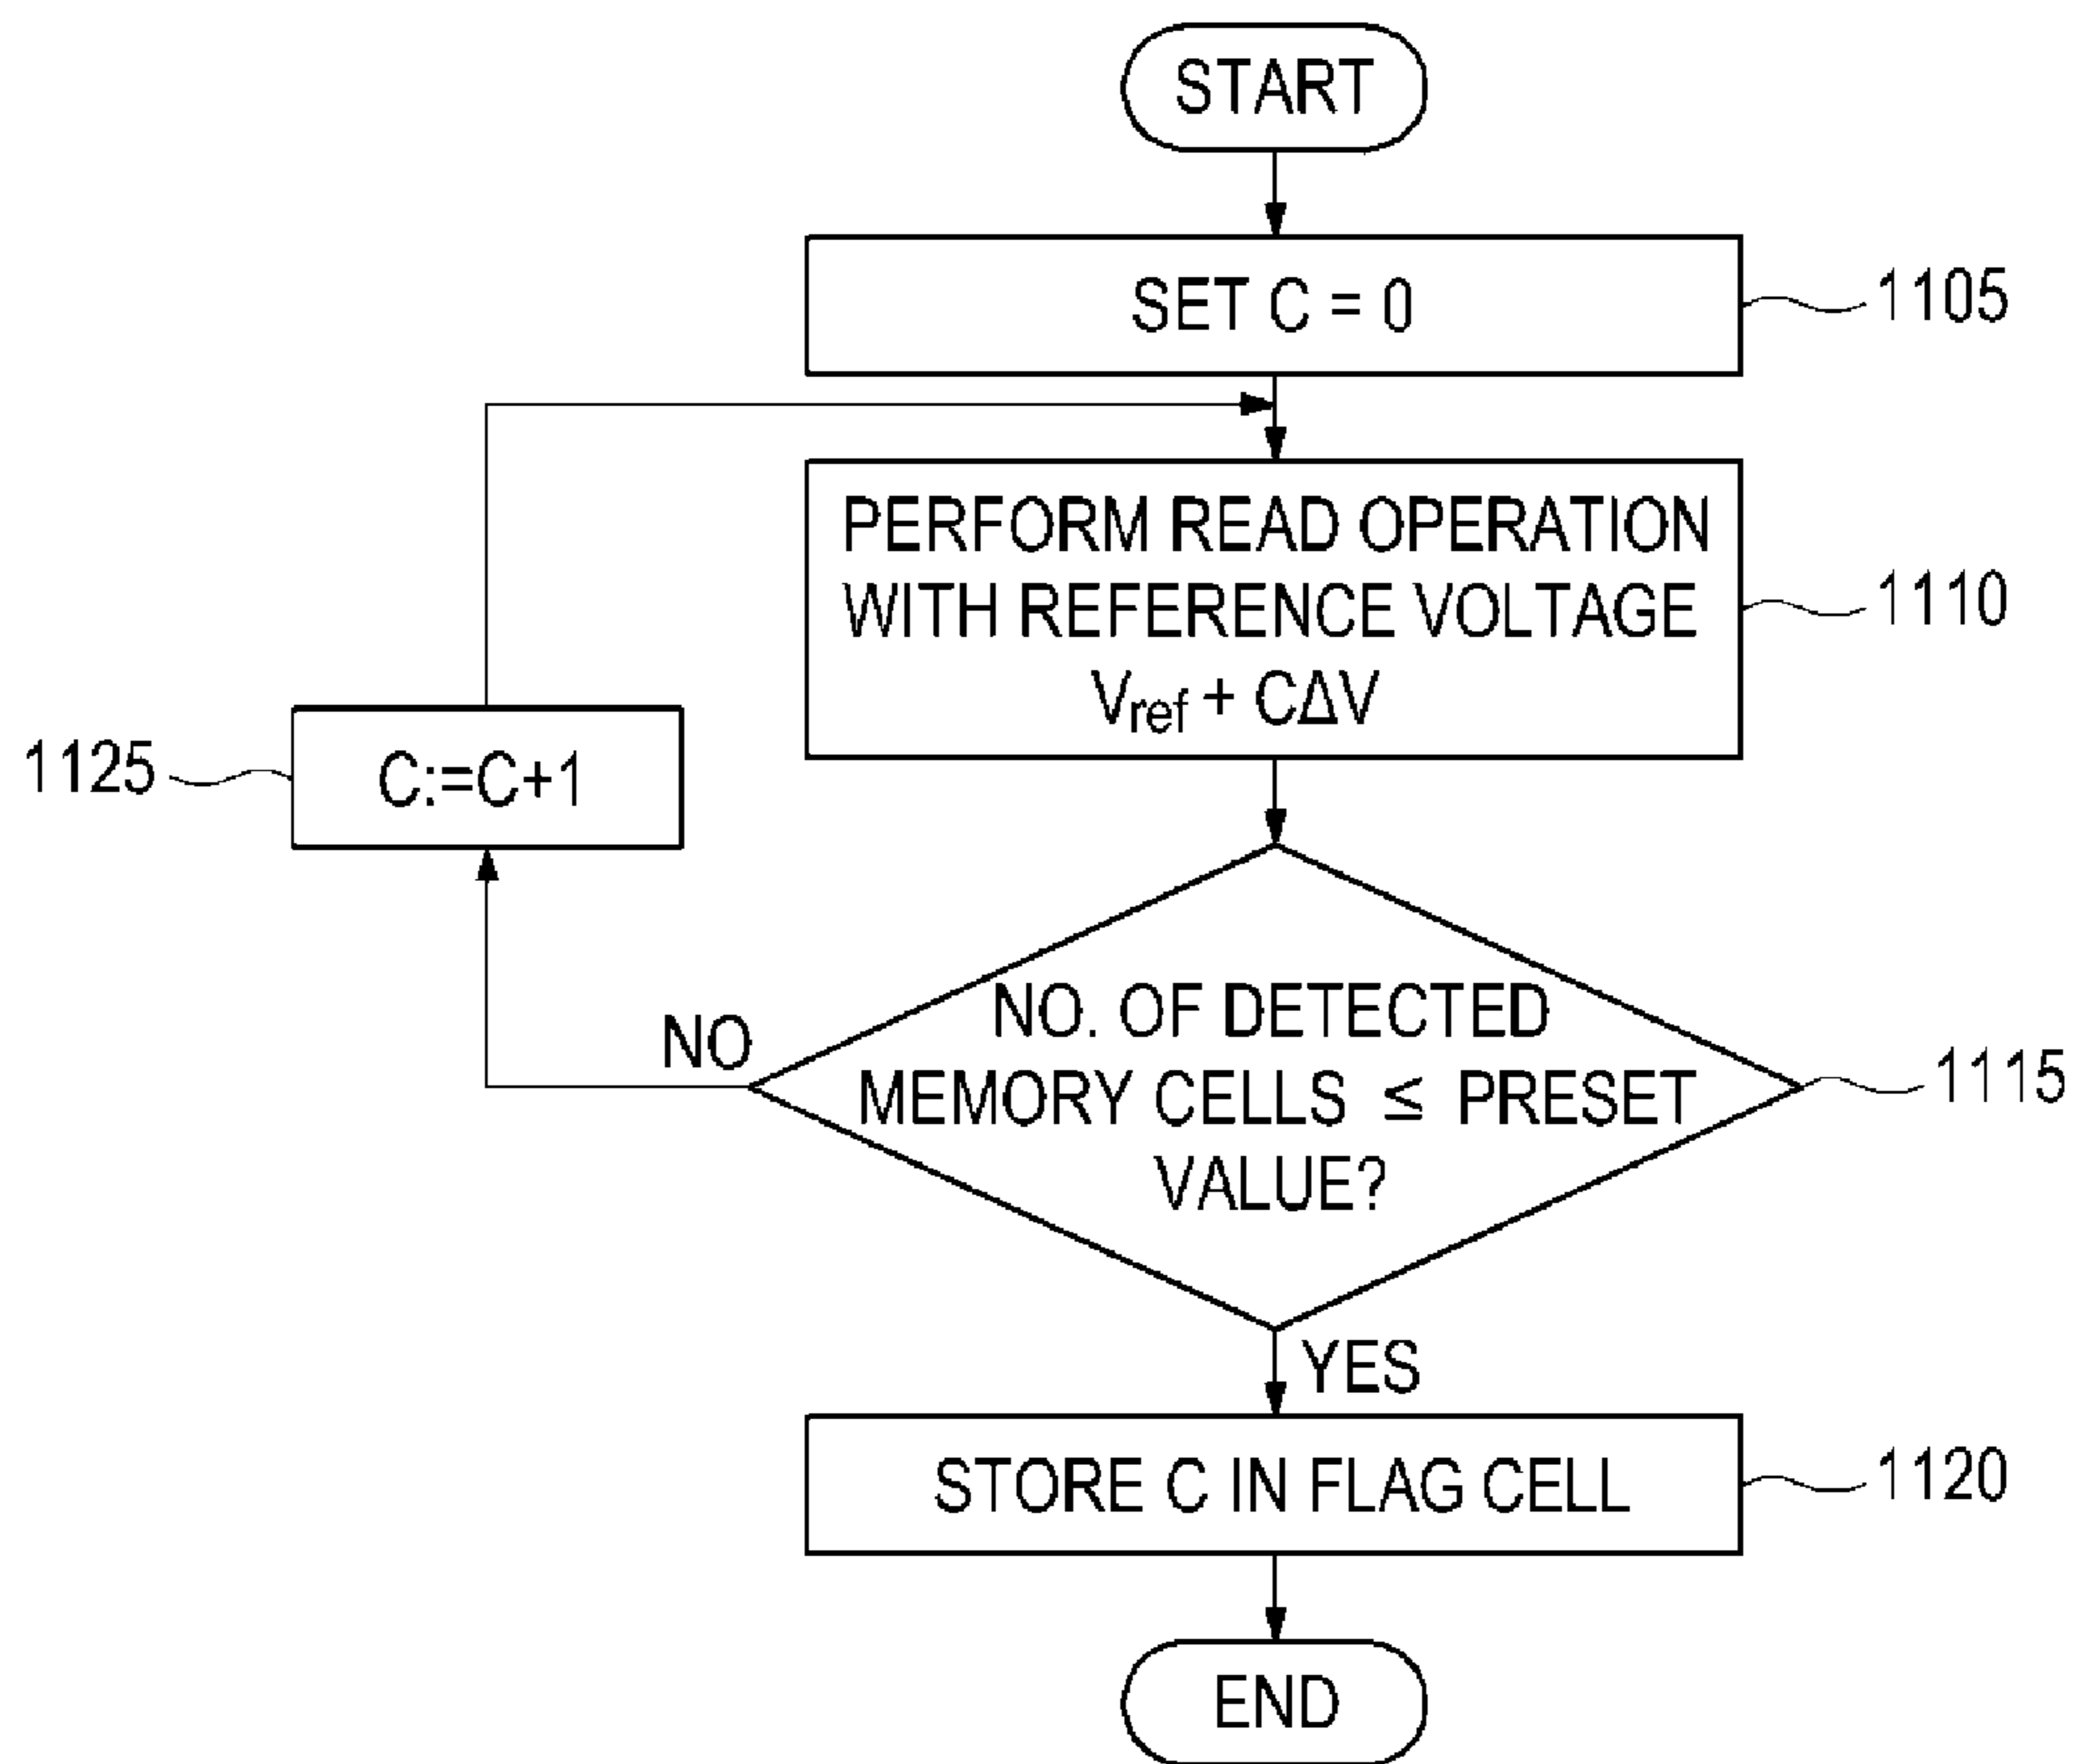 START
SET C = 0
1105
PERFORM READ OPERATION
WITH REFERENCE VOLTAGE
Vref + CΔV
1110
1125
C:=C+1
NO. OF DETECTED
MEMORY CELLS ≤ PRESET
VALUE?
1115
NO
YES
STORE C IN FLAG CELL
1120
END